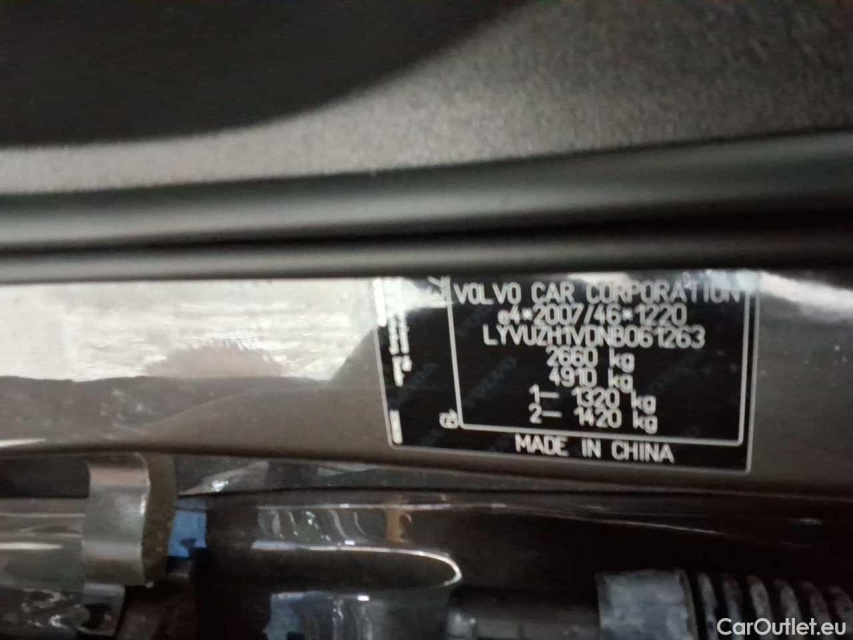 VOLVO CAR CORPORATION
e4*2007/46*1220
LYVUZH1VDNB061263
2660 kg
4910 kg
1– 1320 kg
2– 1420 kg
MADE IN CHINA
CarOutlet.eu